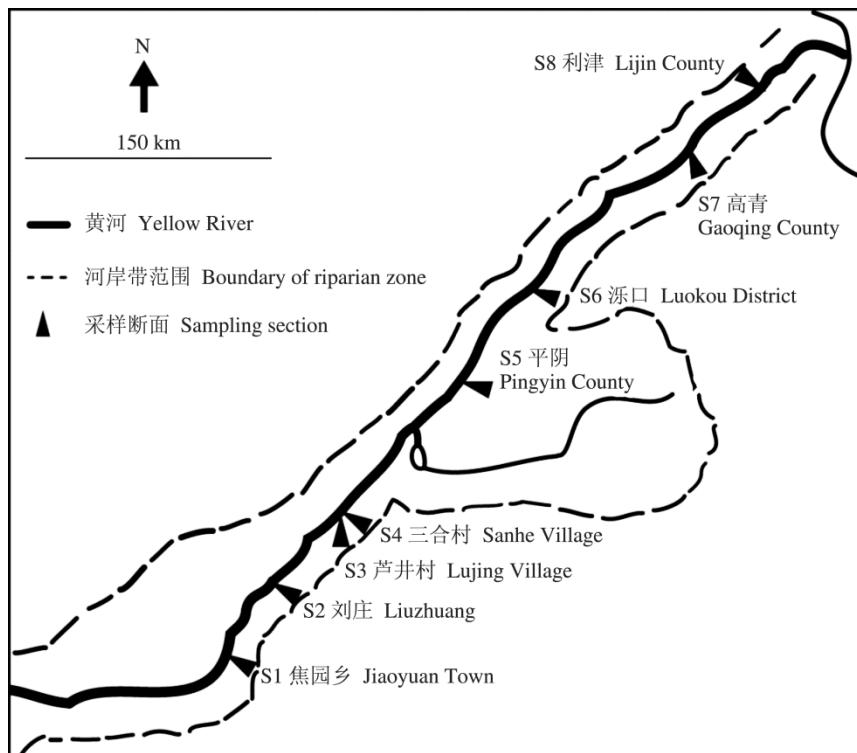 N
150 km
黄河 Yellow River
河岸带范围 Boundary of riparian zone
采样断面 Sampling section
S8 利津 Lijin County
S7 高青
Gaoqing County
S6 泺口 Luokou District
S5 平阴
Pingyin County
S4 三合村 Sanhe Village
S3 芦井村 Lujing Village
S2 刘庄 Liuzhuang
S1 焦园乡 Jiaoyuan Town